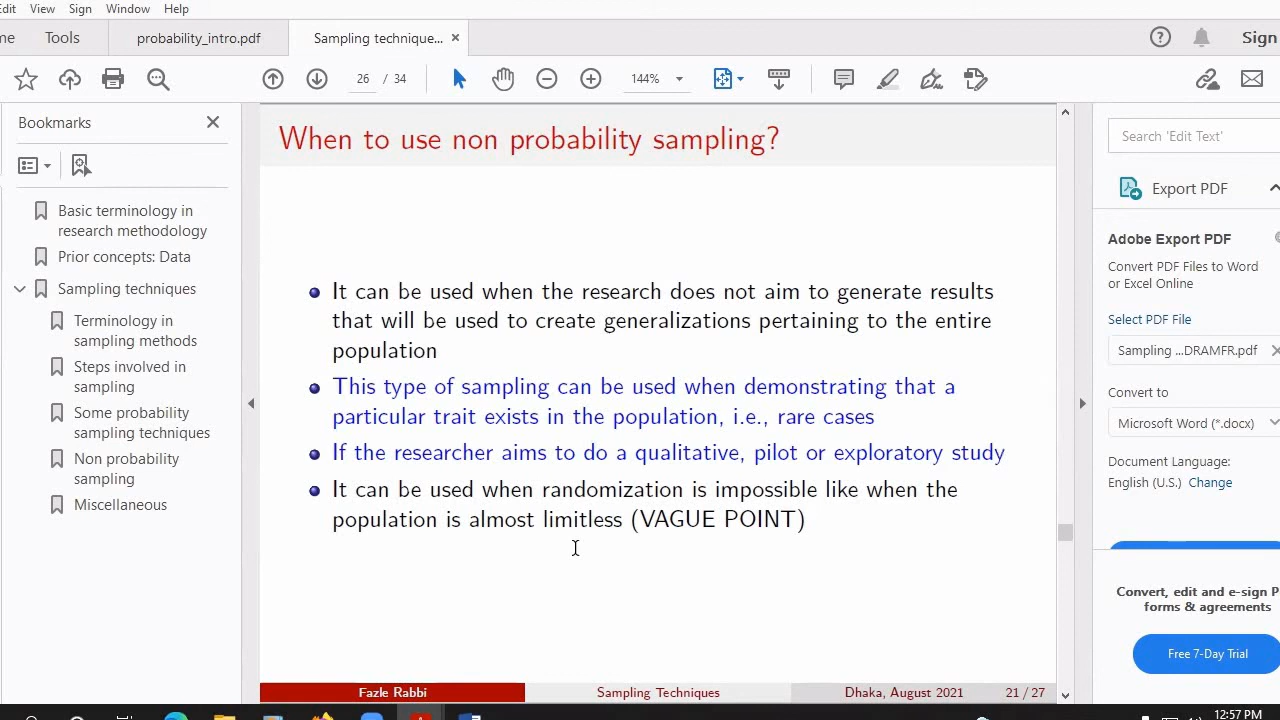 Edit View Sign Window Help
me Tools probability_intro.pdf Sampling technique... × Sign
26 / 34 144%
Bookmarks
Basic terminology in
research methodology
Prior concepts: Data
Sampling techniques
Terminology in
sampling methods
Steps involved in
sampling
Some probability
sampling techniques
Non probability
sampling
Miscellaneous
When to use non probability sampling?
It can be used when the research does not aim to generate results
that will be used to create generalizations pertaining to the entire
population
This type of sampling can be used when demonstrating that a
particular trait exists in the population, i.e., rare cases
If the researcher aims to do a qualitative, pilot or exploratory study
It can be used when randomization is impossible like when the
population is almost limitless (VAGUE POINT)
Fazle Rabbi Sampling Techniques Dhaka, August 2021 21 / 27
Search 'Edit Text'
Export PDF
Adobe Export PDF
Convert PDF Files to Word
or Excel Online
Select PDF File
Sampling ...DRAMFR.pdf ×
Convert to
Microsoft Word (*.docx)
Document Language:
English (U.S.) Change
Convert, edit and e-sign P
forms & agreements
Free 7-Day Trial
12:57 PM